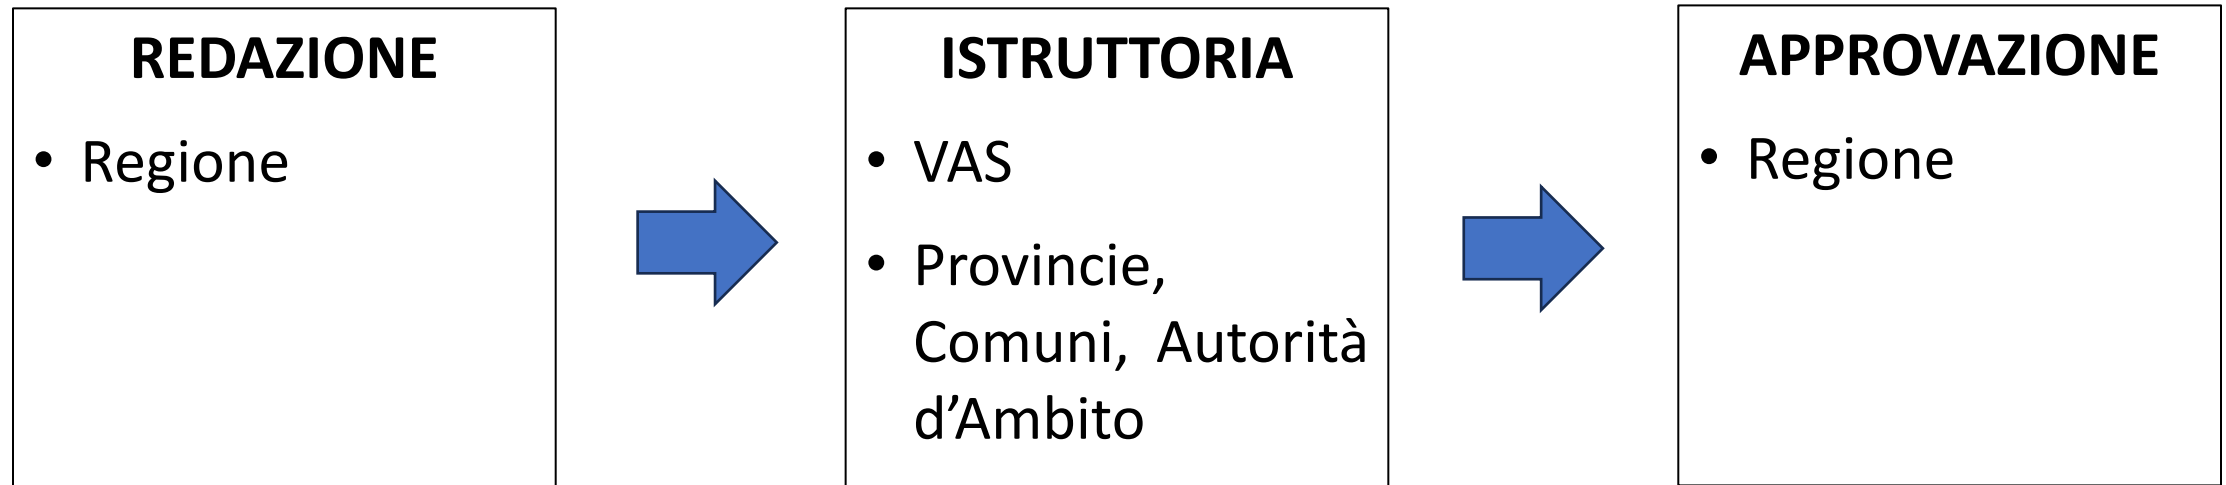 REDAZIONE
• Regione
ISTRUTTORIA
• VAS
• Provincie,
Comuni, Autorità
d’Ambito
APPROVAZIONE
• Regione